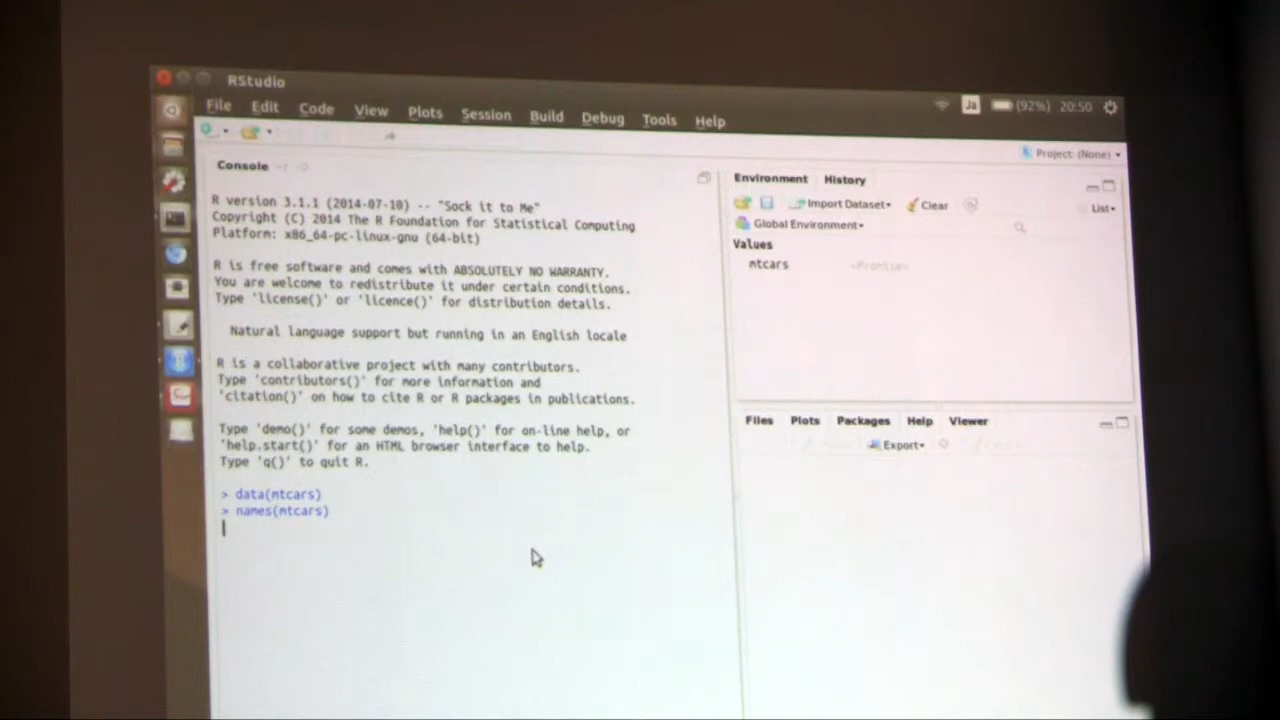 RStudio
File Edit Code View Plots Session Build Debug Tools Help
Ja (92%) 20:50
Project: (None)
Console ~/
R version 3.1.1 (2014-07-10) -- "Sock it to Me"
Copyright (C) 2014 The R Foundation for Statistical Computing
Platform: x86_64-pc-linux-gnu (64-bit)
R is free software and comes with ABSOLUTELY NO WARRANTY.
You are welcome to redistribute it under certain conditions.
Type 'license()' or 'licence()' for distribution details.
Natural language support but running in an English locale
R is a collaborative project with many contributors.
Type 'contributors()' for more information and
'citation()' on how to cite R or R packages in publications.
Type 'demo()' for some demos, 'help()' for on-line help, or
'help.start()' for an HTML browser interface to help.
Type 'q()' to quit R.
> data(mtcars)
> names(mtcars)
Environment History
Import Dataset Clear List
Global Environment
Values
mtcars <Promise>
Files Plots Packages Help Viewer
Export